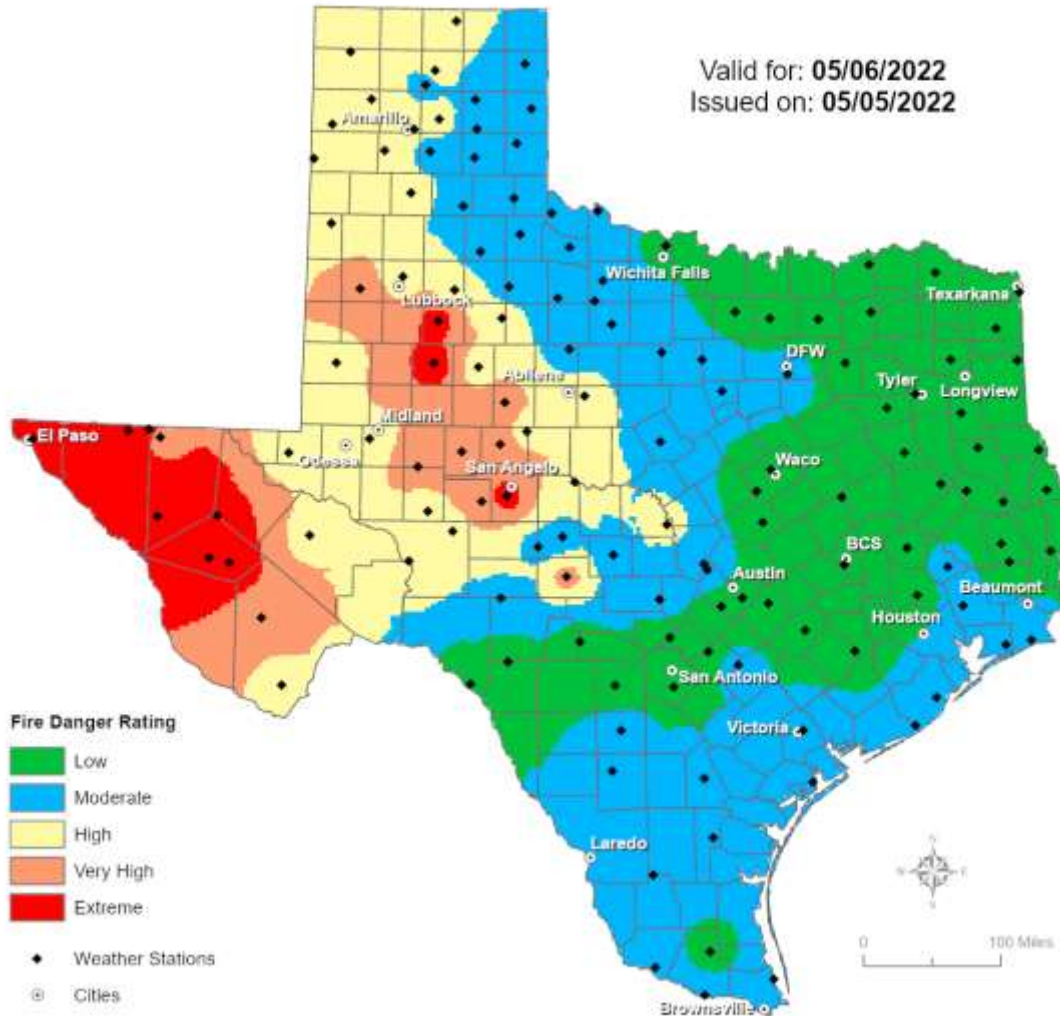 Valid for: 05/06/2022
Issued on: 05/05/2022
Amarillo
Wichita Falls
Lubbock
Texarkana
DFW
Abilene
Tyler
Longview
Midland
El Paso
Odessa
San Angelo
Waco
BCS
Austin
Beaumont
Houston
San Antonio
Victoria
Laredo
Brownsville
Fire Danger Rating
Low
Moderate
High
Very High
Extreme
Weather Stations
Cities
N
W E
S
0 100 Miles